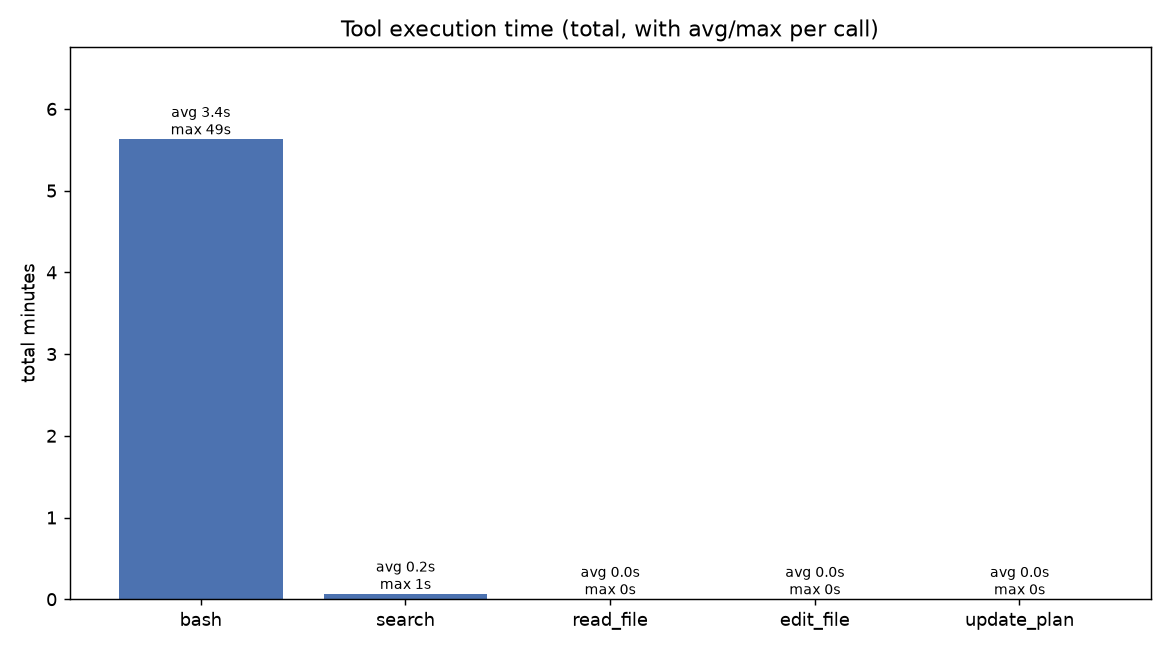 Tool execution time (total, with avg/max per call)
total minutes
6
5
4
3
2
1
0
avg 3.4s
max 49s
avg 0.2s
max 1s
avg 0.0s
max 0s
avg 0.0s
max 0s
avg 0.0s
max 0s
bash
search
read_file
edit_file
update_plan